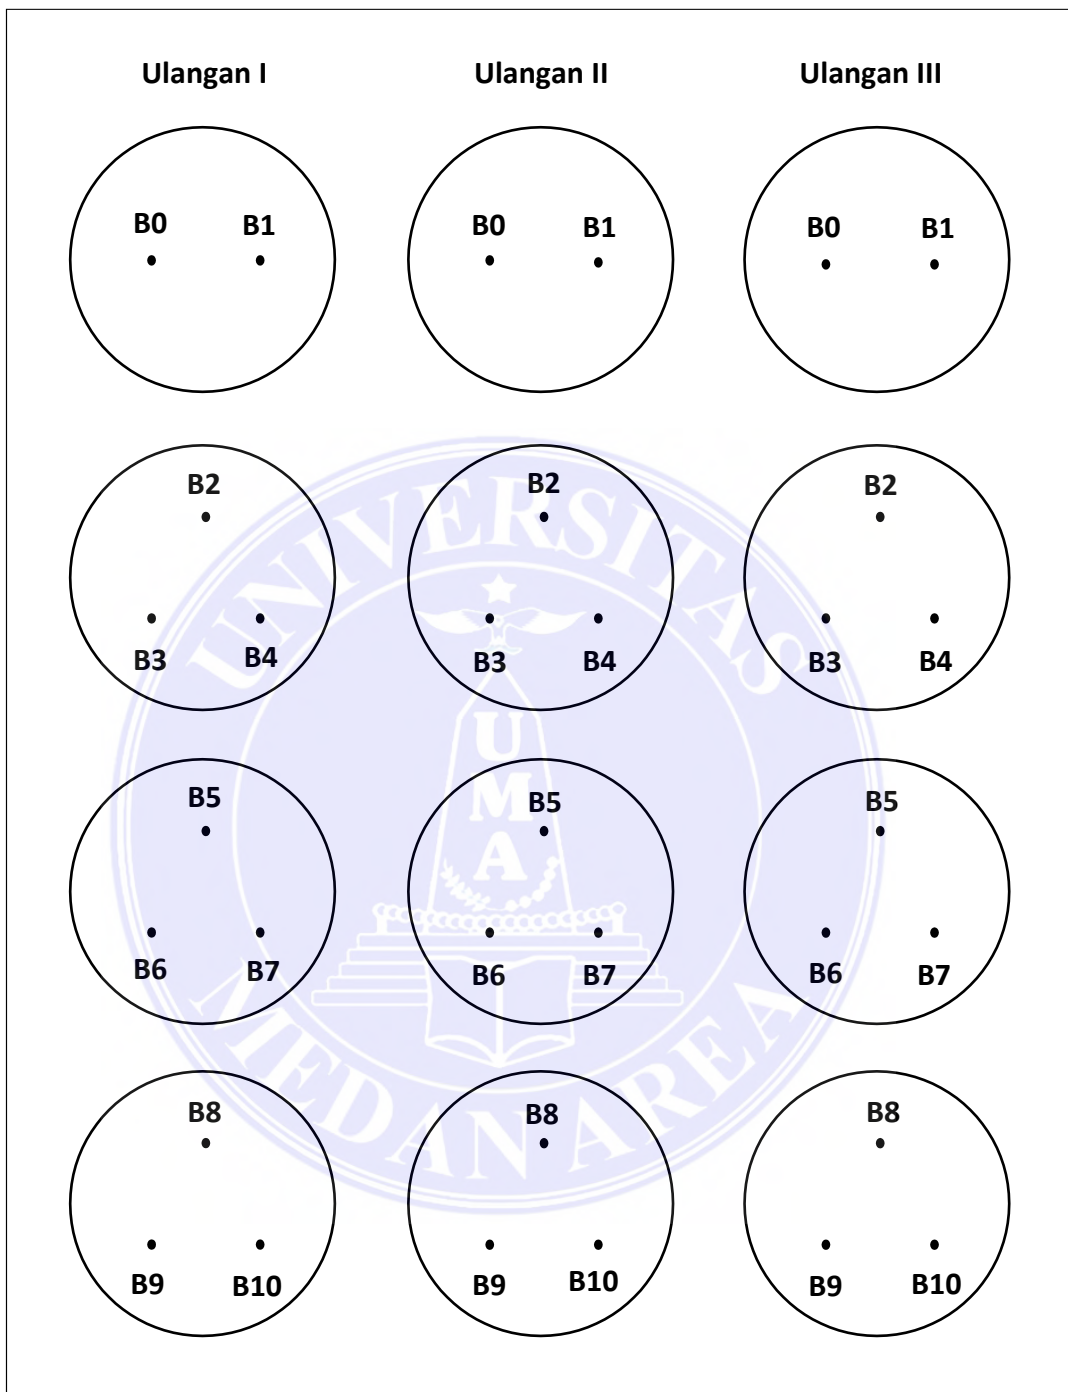 Ulangan I Ulangan II Ulangan III
B0 B1 B0 B1 B0 B1
B2 B2 B2
B3 B4 B3 B4 B3 B4
B5 B5 B5
B6 B7 B6 B7 B6 B7
B8 B8 B8
B9 B10 B9 B10 B9 B10
UNIVERSITAS
UMA
MEDAN AREA